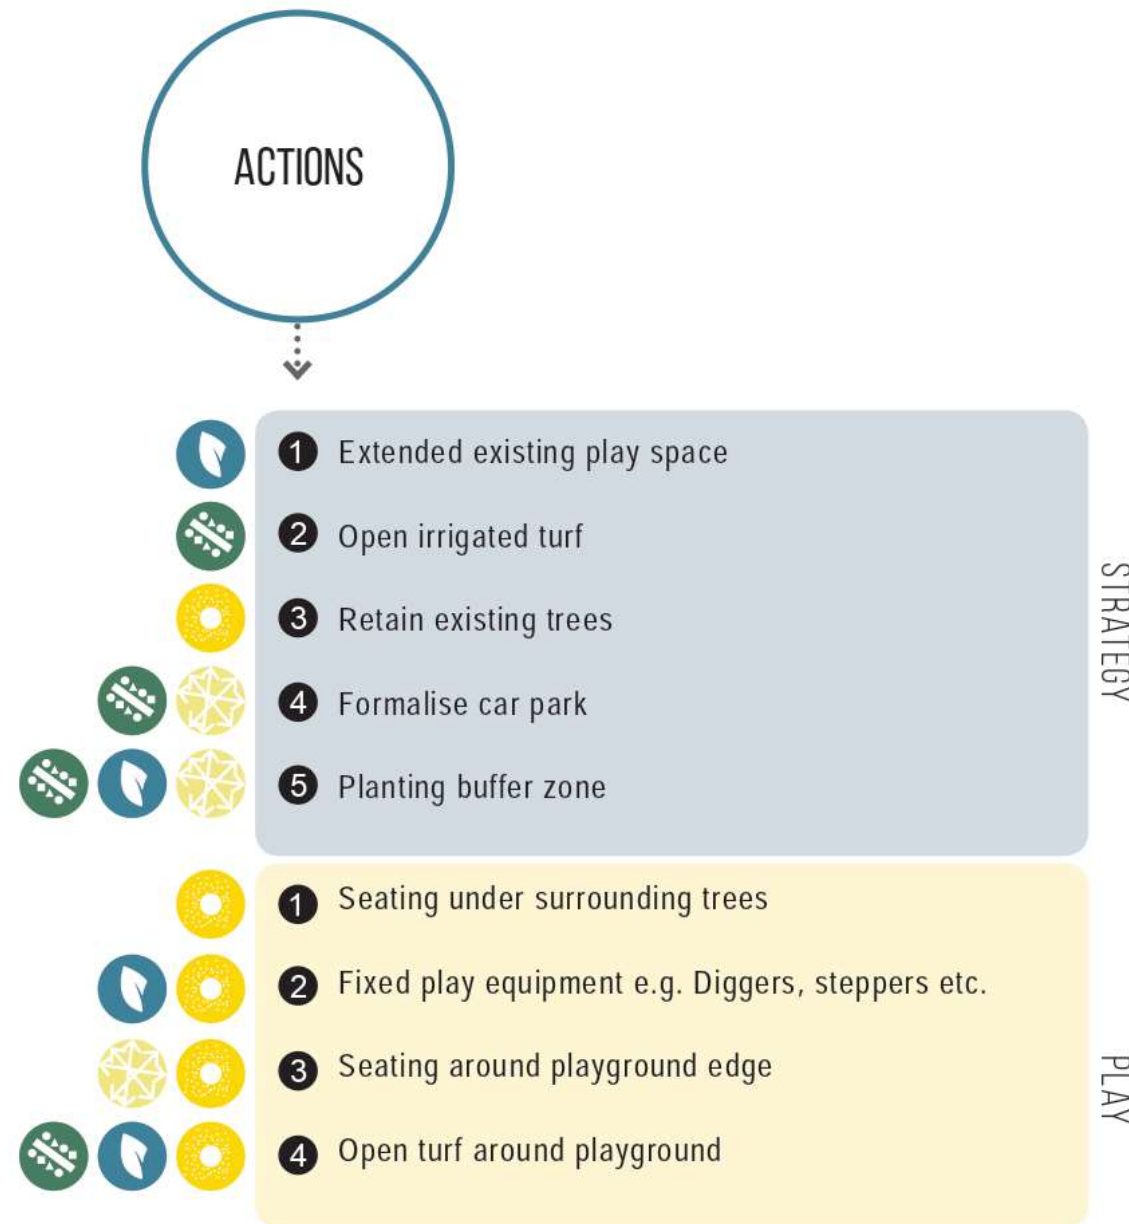 ACTIONS
1 Extended existing play space
2 Open irrigated turf
3 Retain existing trees
4 Formalise car park
5 Planting buffer zone
STRATEGY
1 Seating under surrounding trees
2 Fixed play equipment e.g. Diggers, steppers etc.
3 Seating around playground edge
4 Open turf around playground
PLAY